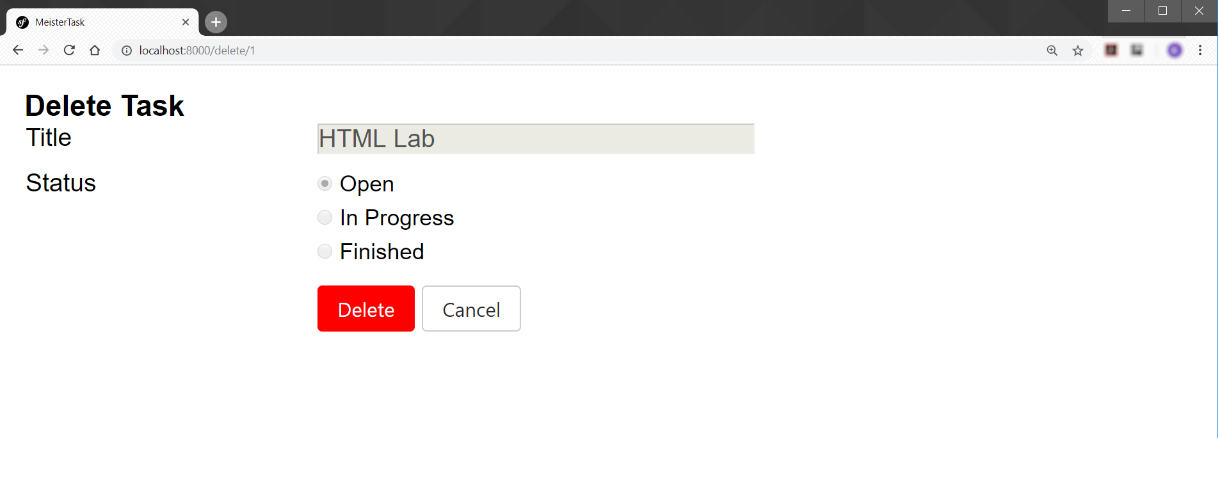 MeisterTask
localhost:8000/delete/1
Delete Task
Title
HTML Lab
Status
Open
In Progress
Finished
Delete
Cancel